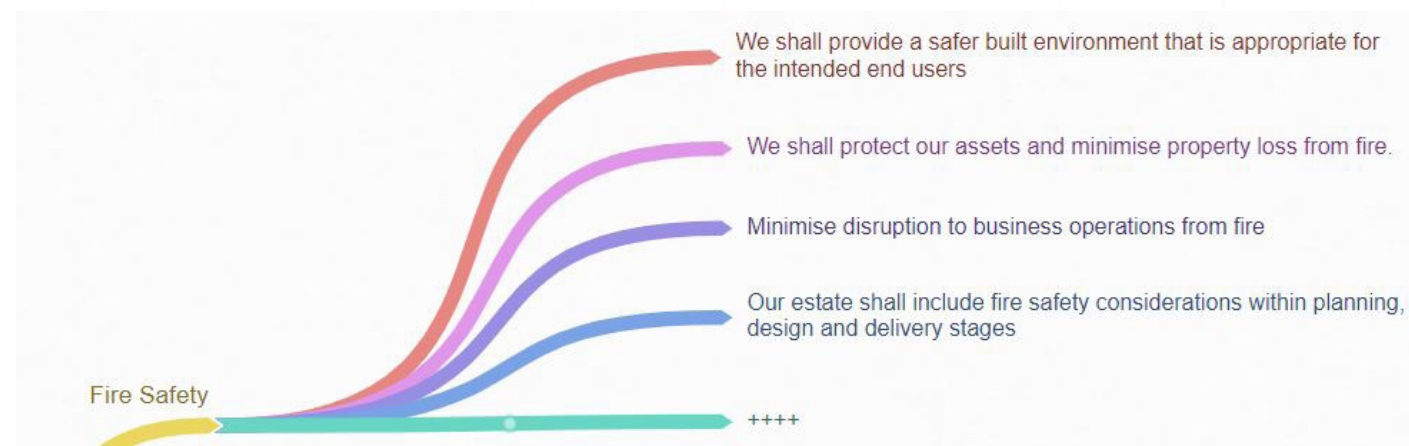 We shall provide a safer built environment that is appropriate for
the intended end users
We shall protect our assets and minimise property loss from fire.
Minimise disruption to business operations from fire
Our estate shall include fire safety considerations within planning,
design and delivery stages
Fire Safety
++++